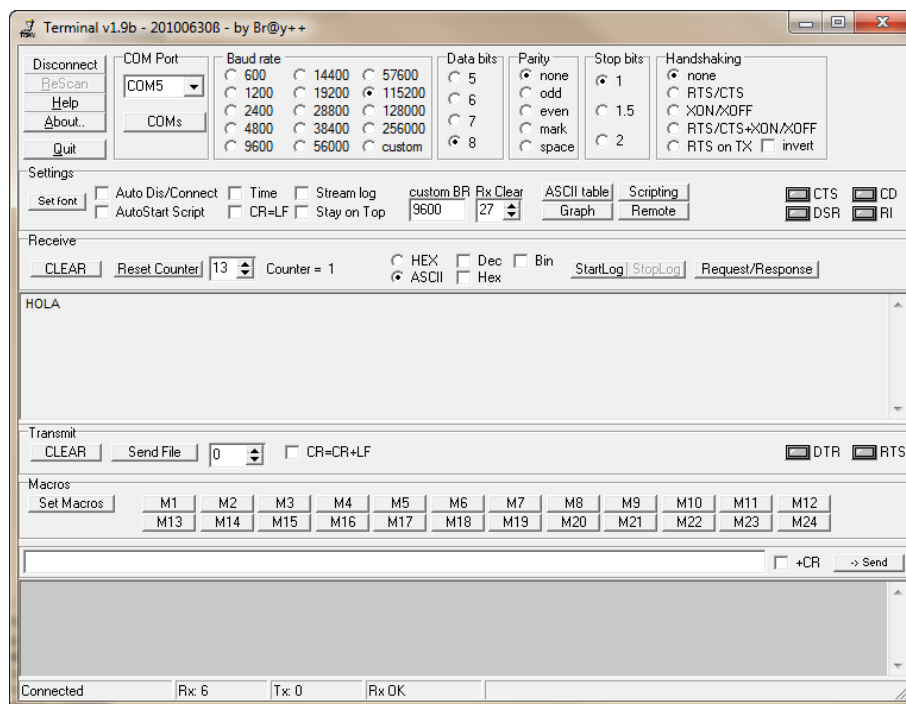 Terminal v1.9b - 20100630ß - by Br@y++
Disconnect
ReScan
Help
About..
Quit
COM Port
COM5
COMs
Baud rate
600 14400 57600
1200 19200 115200
2400 28800 128000
4800 38400 256000
9600 56000 custom
Data bits
5
6
7
8
Parity
none
odd
even
mark
space
Stop bits
1
1.5
2
Handshaking
none
RTS/CTS
XON/XOFF
RTS/CTS+XON/XOFF
RTS on TX invert
Settings
Set font
Auto Dis/Connect Time Stream log
AutoStart Script CR=LF Stay on Top
custom BR Rx Clear
9600 27
ASCII table Scripting
Graph Remote
CTS CD
DSR RI
Receive
CLEAR Reset Counter 13 Counter = 1
HEX Dec Bin
ASCII Hex
StartLog StopLog Request/Response
HOLA
Transmit
CLEAR Send File 0 CR=CR+LF DTR RTS
Macros
Set Macros M1 M2 M3 M4 M5 M6 M7 M8 M9 M10 M11 M12
M13 M14 M15 M16 M17 M18 M19 M20 M21 M22 M23 M24
+CR -> Send
Connected Rx: 6 Tx: 0 Rx OK